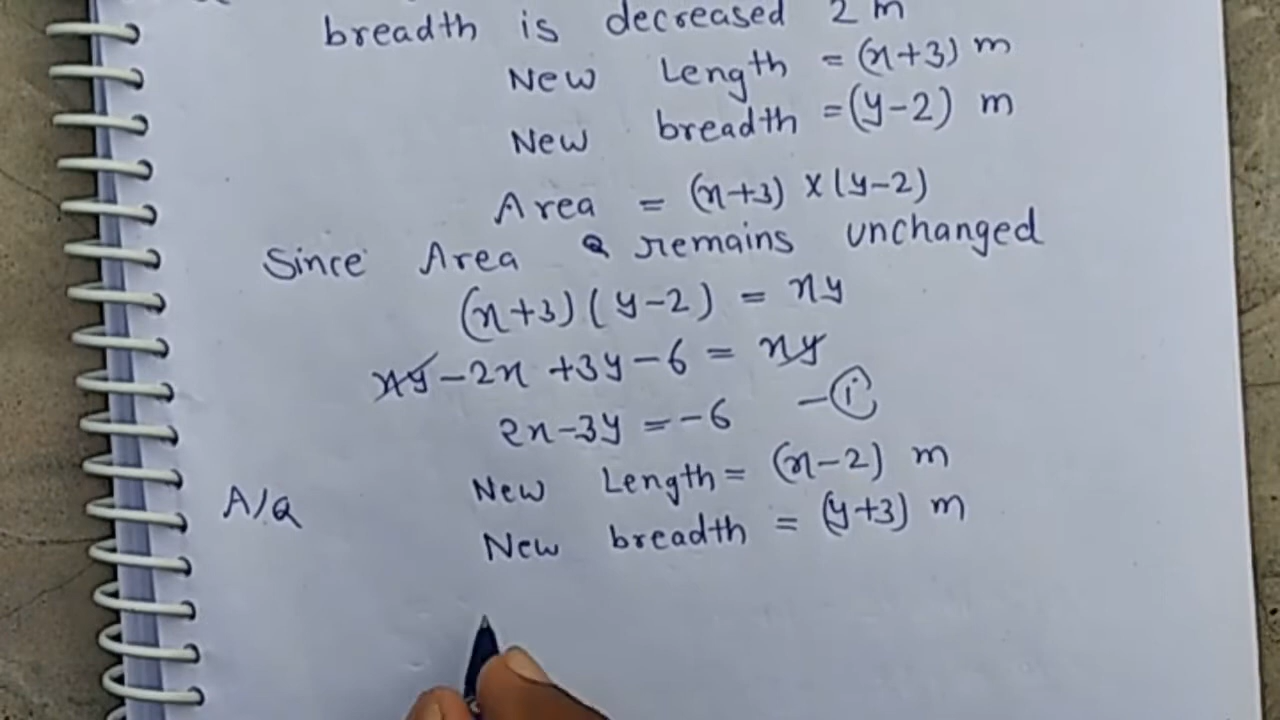 breadth is decreased 2 m
New Length = (x+3) m
New breadth = (y-2) m
Area = (x+3) x (y-2)
Since Area remains unchanged
(x+3) (y-2) = xy
xy - 2x + 3y - 6 = xy
2x - 3y = -6 - (i)
A/Q New Length = (x-2) m
New breadth = (y+3) m